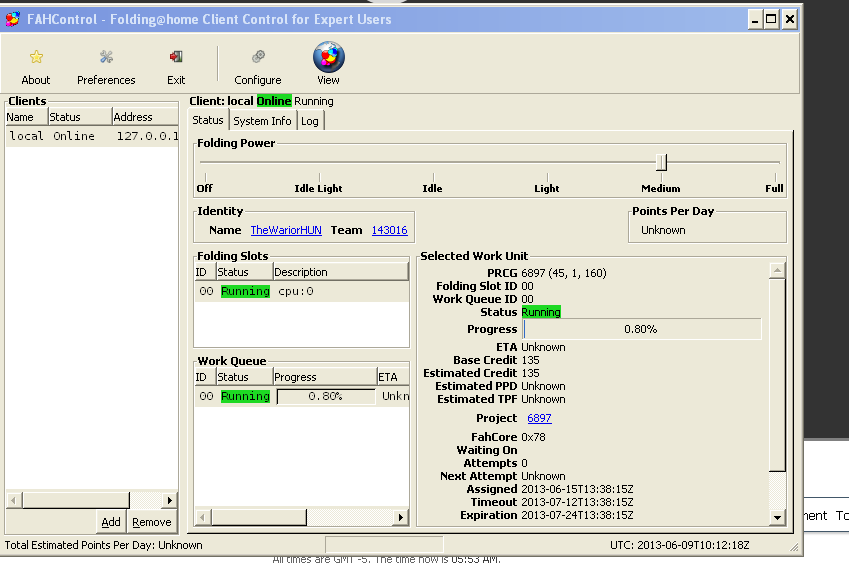 FAHControl - Folding@home Client Control for Expert Users
About Preferences Exit Configure View
Clients
Name Status Address
local Online 127.0.0.1
Add Remove
Client: local Online Running
Status System Info Log
Folding Power
Off Idle Light Idle Light Medium Full
Identity
Name TheWariorHUN Team 143016
Points Per Day
Unknown
Folding Slots
ID Status Description
00 Running cpu:0
Work Queue
ID Status Progress ETA
00 Running 0.80% Unkn
Selected Work Unit
PRCG 6897 (45, 1, 160)
Folding Slot ID 00
Work Queue ID 00
Status Running
Progress 0.80%
ETA Unknown
Base Credit 135
Estimated Credit 135
Estimated PPD Unknown
Estimated TPF Unknown
Project 6897
FahCore 0x78
Waiting On
Attempts 0
Next Attempt Unknown
Assigned 2013-06-15T13:38:15Z
Timeout 2013-07-12T13:38:15Z
Expiration 2013-07-24T13:38:15Z
Total Estimated Points Per Day: Unknown
UTC: 2013-06-09T10:12:18Z
All times are GMT -5. The time now is 05:53 AM.